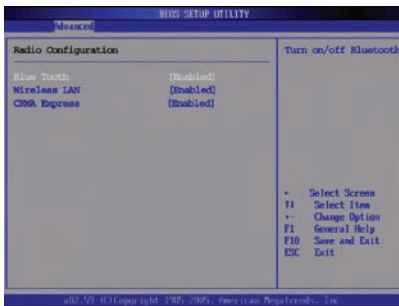 BIOS SETUP UTILITY
Advanced
Radio Configuration
Blue Tooth [Enabled]
Wireless LAN [Enabled]
Express [Enabled]
Turn on/off Bluetooth
Select Screen
↑↓ Select Item
+- Change Option
F1 General Help
F10 Save and Exit
ESC Exit
v02.59 (C)Copyright 1985-2005, American Megatrends, Inc